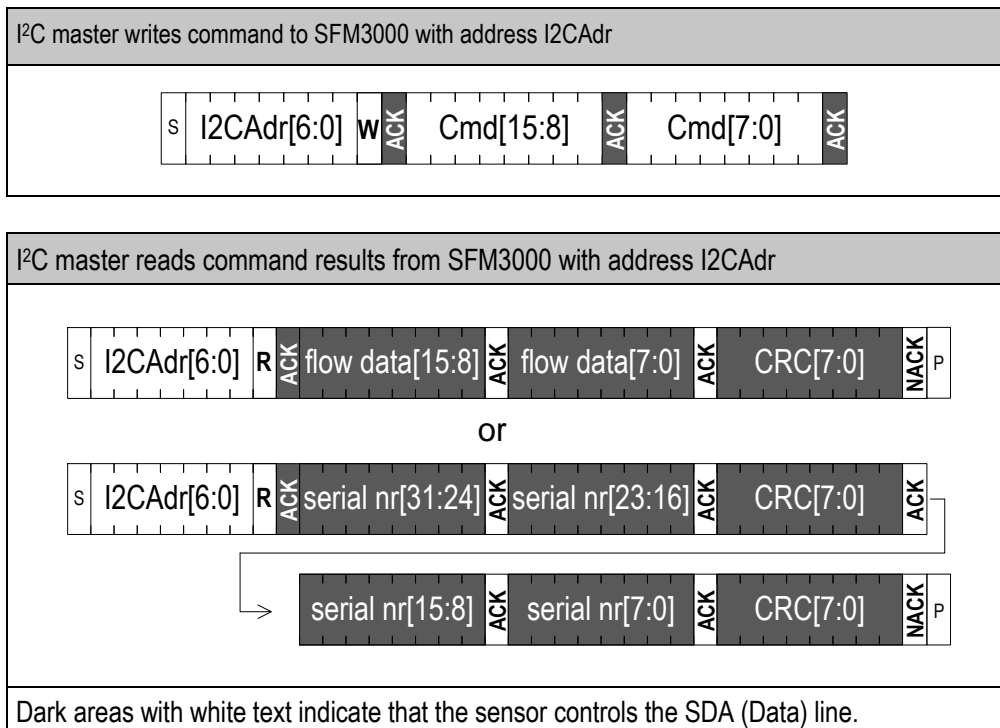 I²C master writes command to SFM3000 with address I2CAdr
S I2CAdr[6:0] W ACK Cmd[15:8] ACK Cmd[7:0] ACK
I²C master reads command results from SFM3000 with address I2CAdr
S I2CAdr[6:0] R ACK flow data[15:8] ACK flow data[7:0] ACK CRC[7:0] NACK P
or
S I2CAdr[6:0] R ACK serial nr[31:24] ACK serial nr[23:16] ACK CRC[7:0] ACK
serial nr[15:8] ACK serial nr[7:0] ACK CRC[7:0] NACK P
Dark areas with white text indicate that the sensor controls the SDA (Data) line.